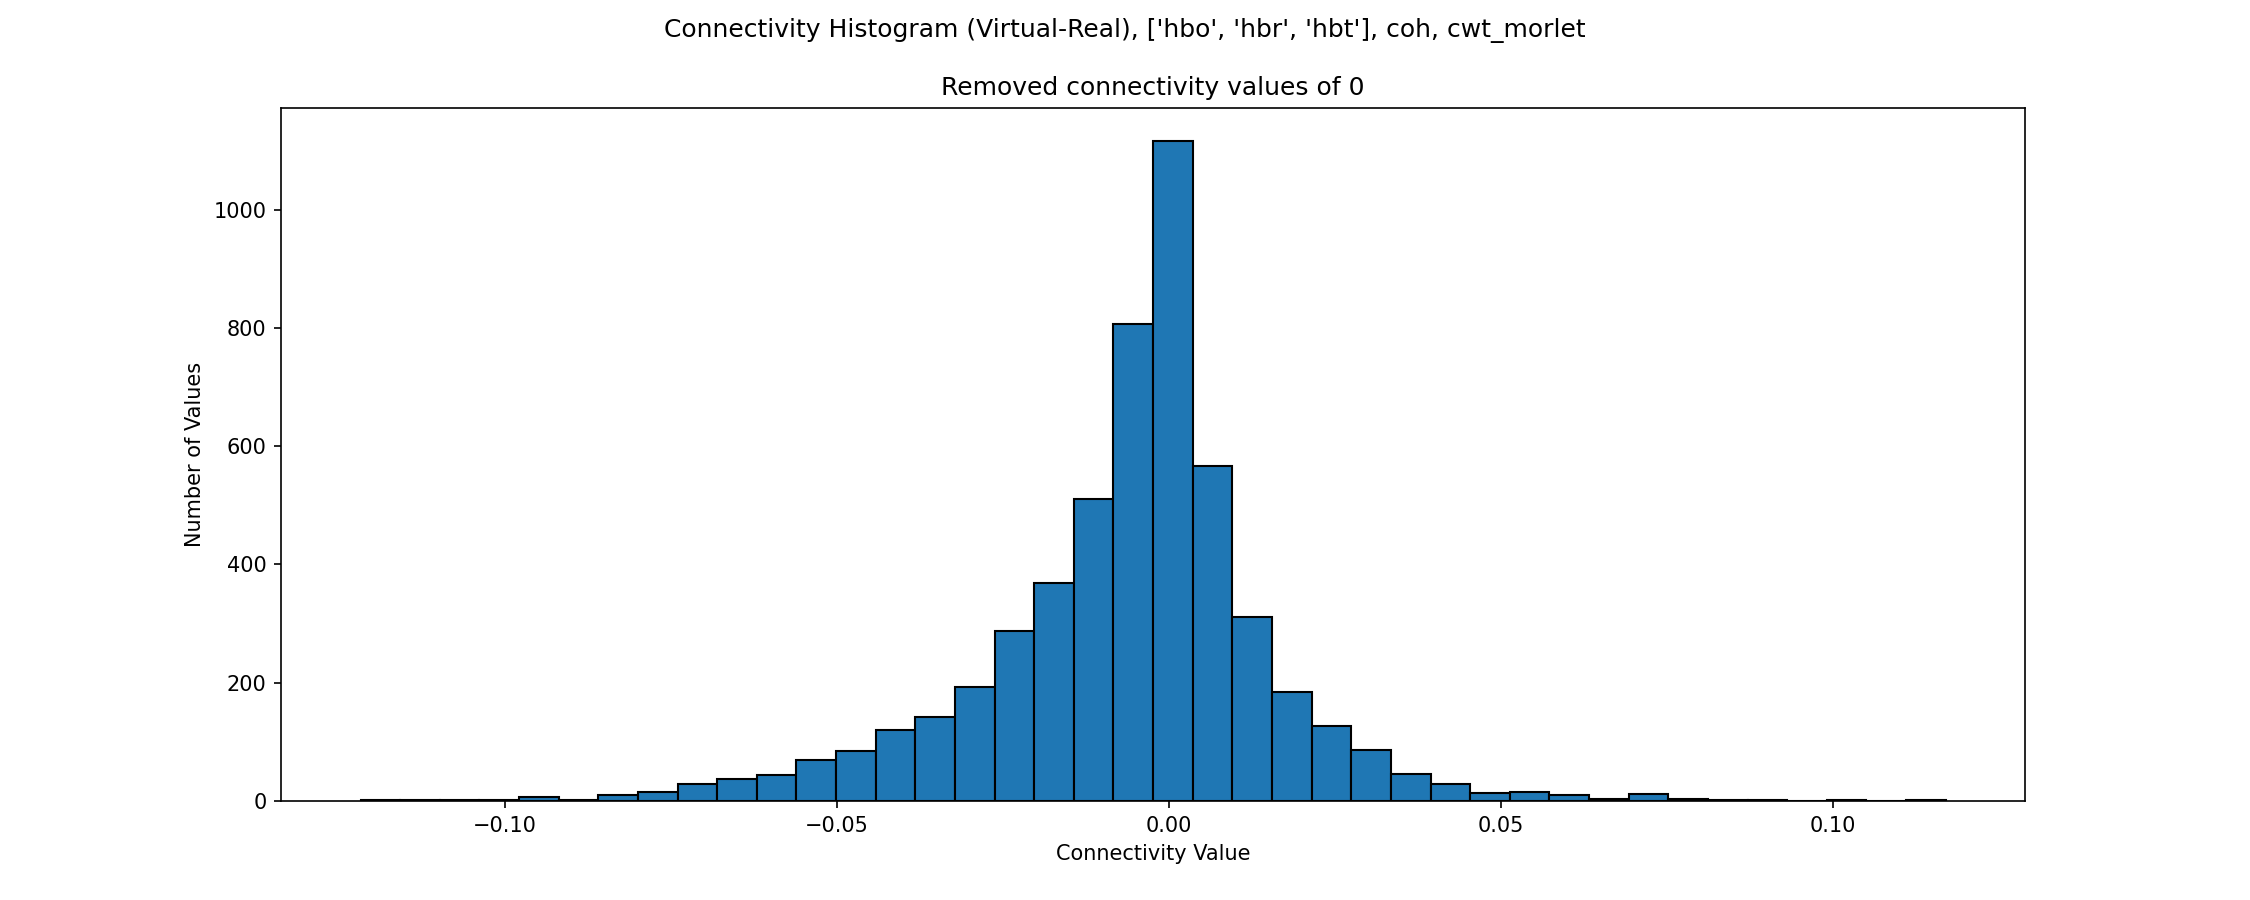 Connectivity Histogram (Virtual-Real), ['hbo', 'hbr', 'hbt'], coh, cwt_morlet
Removed connectivity values of 0
1000
800
600
400
200
0
Number of Values
−0.10
−0.05
0.00
0.05
0.10
Connectivity Value